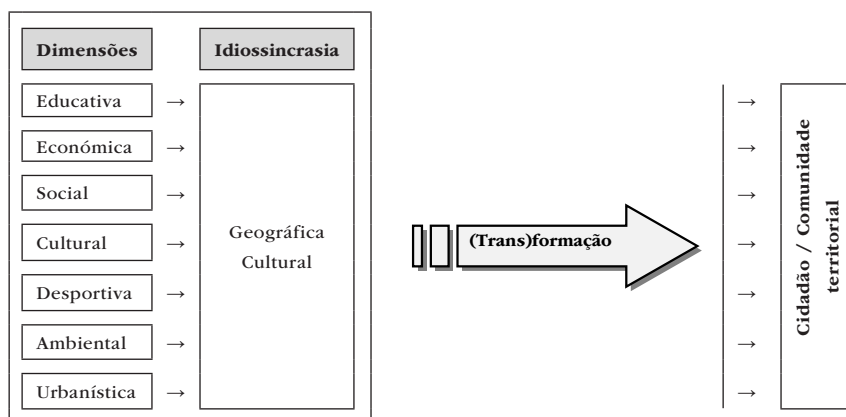 Dimensões
Idiossincrasia
Educativa →
Económica →
Social →
Cultural →
Desportiva →
Ambiental →
Urbanística →
Geográfica
Cultural
(Trans)formação
→
→
→
→
→
→
→
Cidadão / Comunidade
territorial